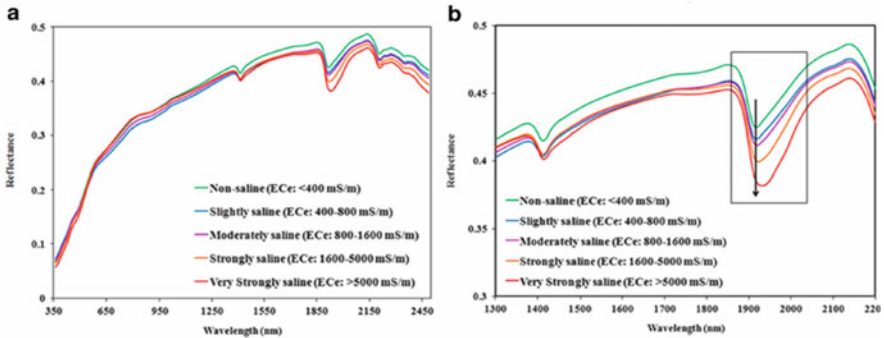 a
0.5
0.4
0.3
0.2
0.1
0
Reflectance
Non-saline (ECe: <400 mS/m)
Slightly saline (ECe: 400-800 mS/m)
Moderately saline (ECe: 800-1600 mS/m)
Strongly saline (ECe: 1600-5000 mS/m)
Very Strongly saline (ECe: >5000 mS/m)
350 650 950 1250 1550 1850 2150 2450
Wavelength (nm)
b
0.5
0.45
0.4
0.35
0.3
Reflectance
Non-saline (ECe: <400 mS/m)
Slightly saline (ECe: 400-800 mS/m)
Moderately saline (ECe: 800-1600 mS/m)
Strongly saline (ECe: 1600-5000 mS/m)
Very Strongly saline (ECe: >5000 mS/m)
1300 1400 1500 1600 1700 1800 1900 2000 2100 2200
Wavelength (nm)